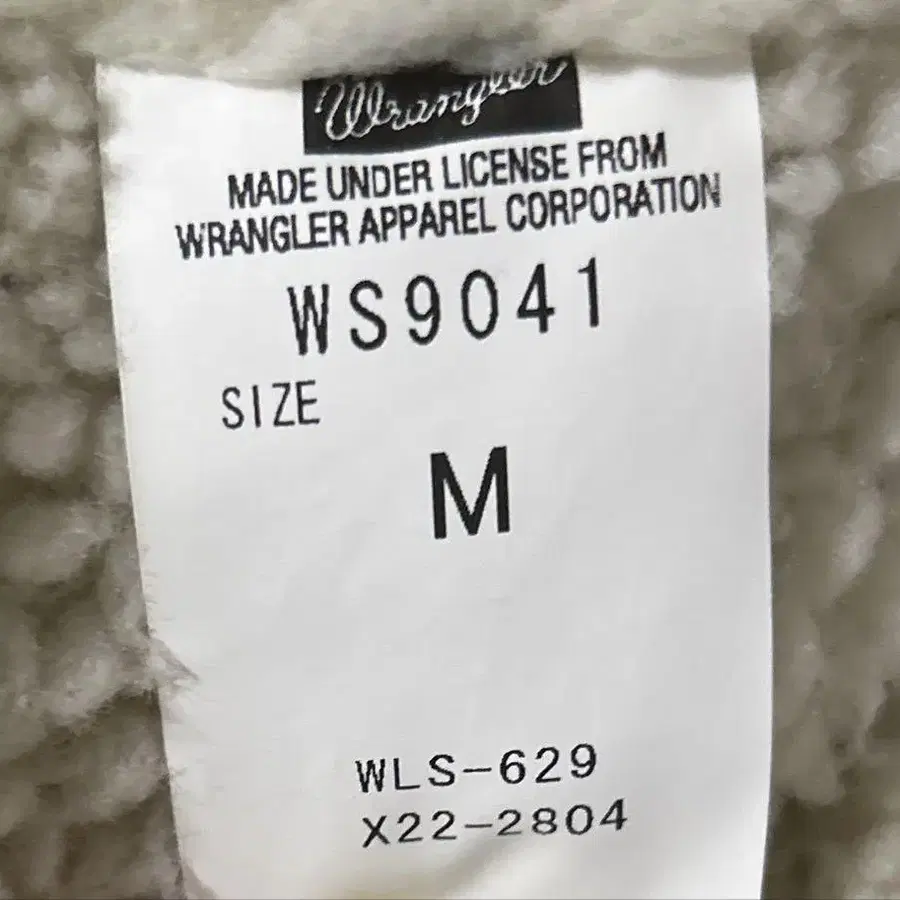 Wrangler
MADE UNDER LICENSE FROM
WRANGLER APPAREL CORPORATION
WS9041
SIZE
M
WLS-629
X22-2804